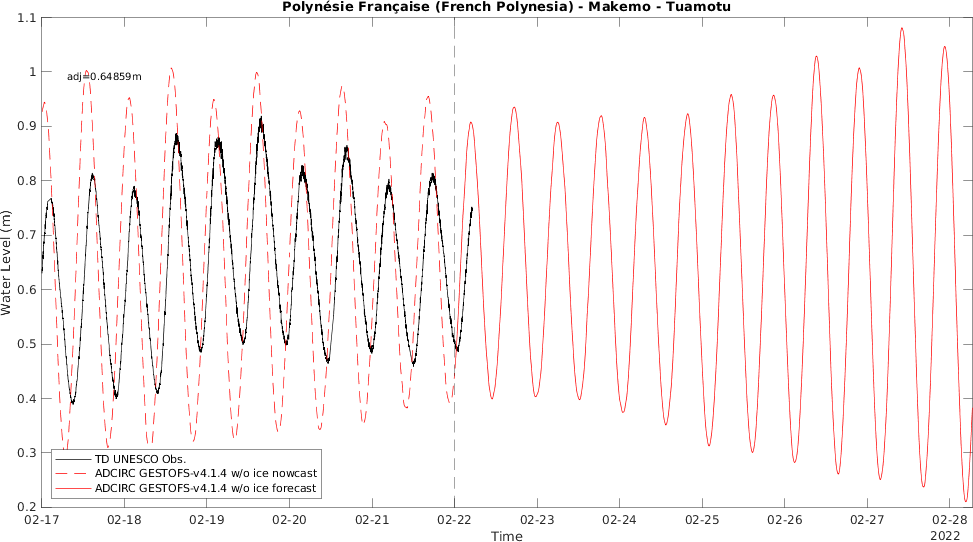 Polynésie Française (French Polynesia) - Makemo - Tuamotu
adj=0.64859m
1.1
1
0.9
0.8
0.7
0.6
0.5
0.4
0.3
0.2
Water Level (m)
TD UNESCO Obs.
ADCIRC GESTOFS-v4.1.4 w/o ice nowcast
ADCIRC GESTOFS-v4.1.4 w/o ice forecast
02-17 02-18 02-19 02-20 02-21 02-22 02-23 02-24 02-25 02-26 02-27 02-28
Time
2022